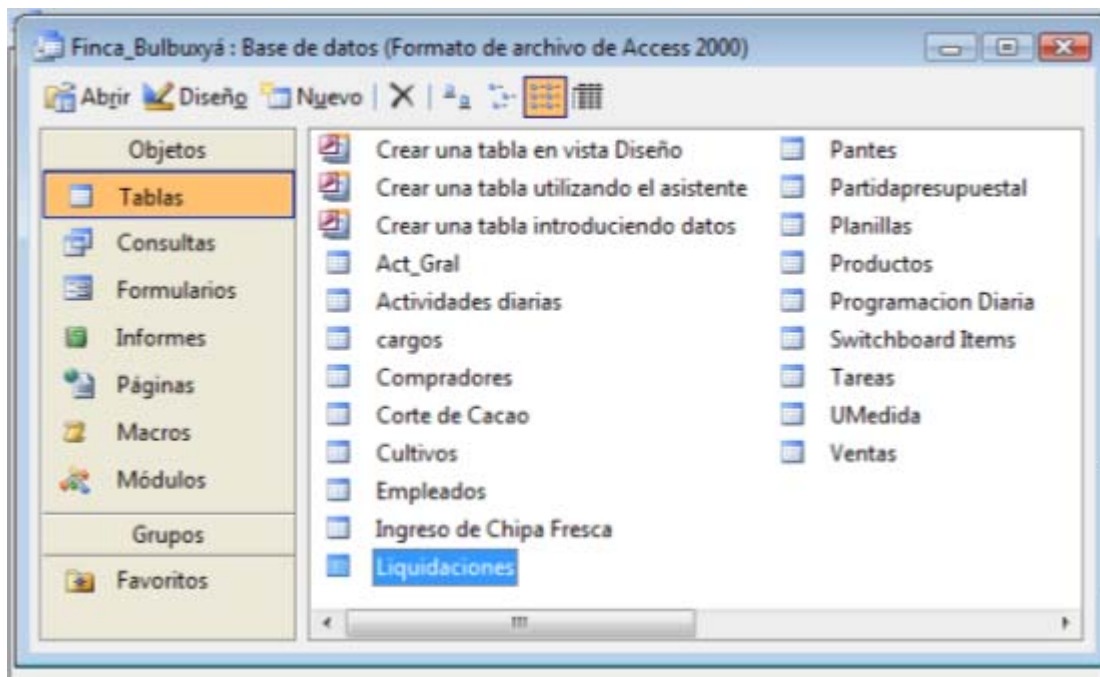 Finca_Bulbuxyá : Base de datos (Formato de archivo de Access 2000)
Abrir Diseño Nuevo
Objetos
Tablas
Consultas
Formularios
Informes
Páginas
Macros
Módulos
Grupos
Favoritos
Crear una tabla en vista Diseño
Crear una tabla utilizando el asistente
Crear una tabla introduciendo datos
Act_Gral
Actividades diarias
cargos
Compradores
Corte de Cacao
Cultivos
Empleados
Ingreso de Chipa Fresca
Liquidaciones
Pantes
Partidapresupuestal
Planillas
Productos
Programacion Diaria
Switchboard Items
Tareas
UMedida
Ventas